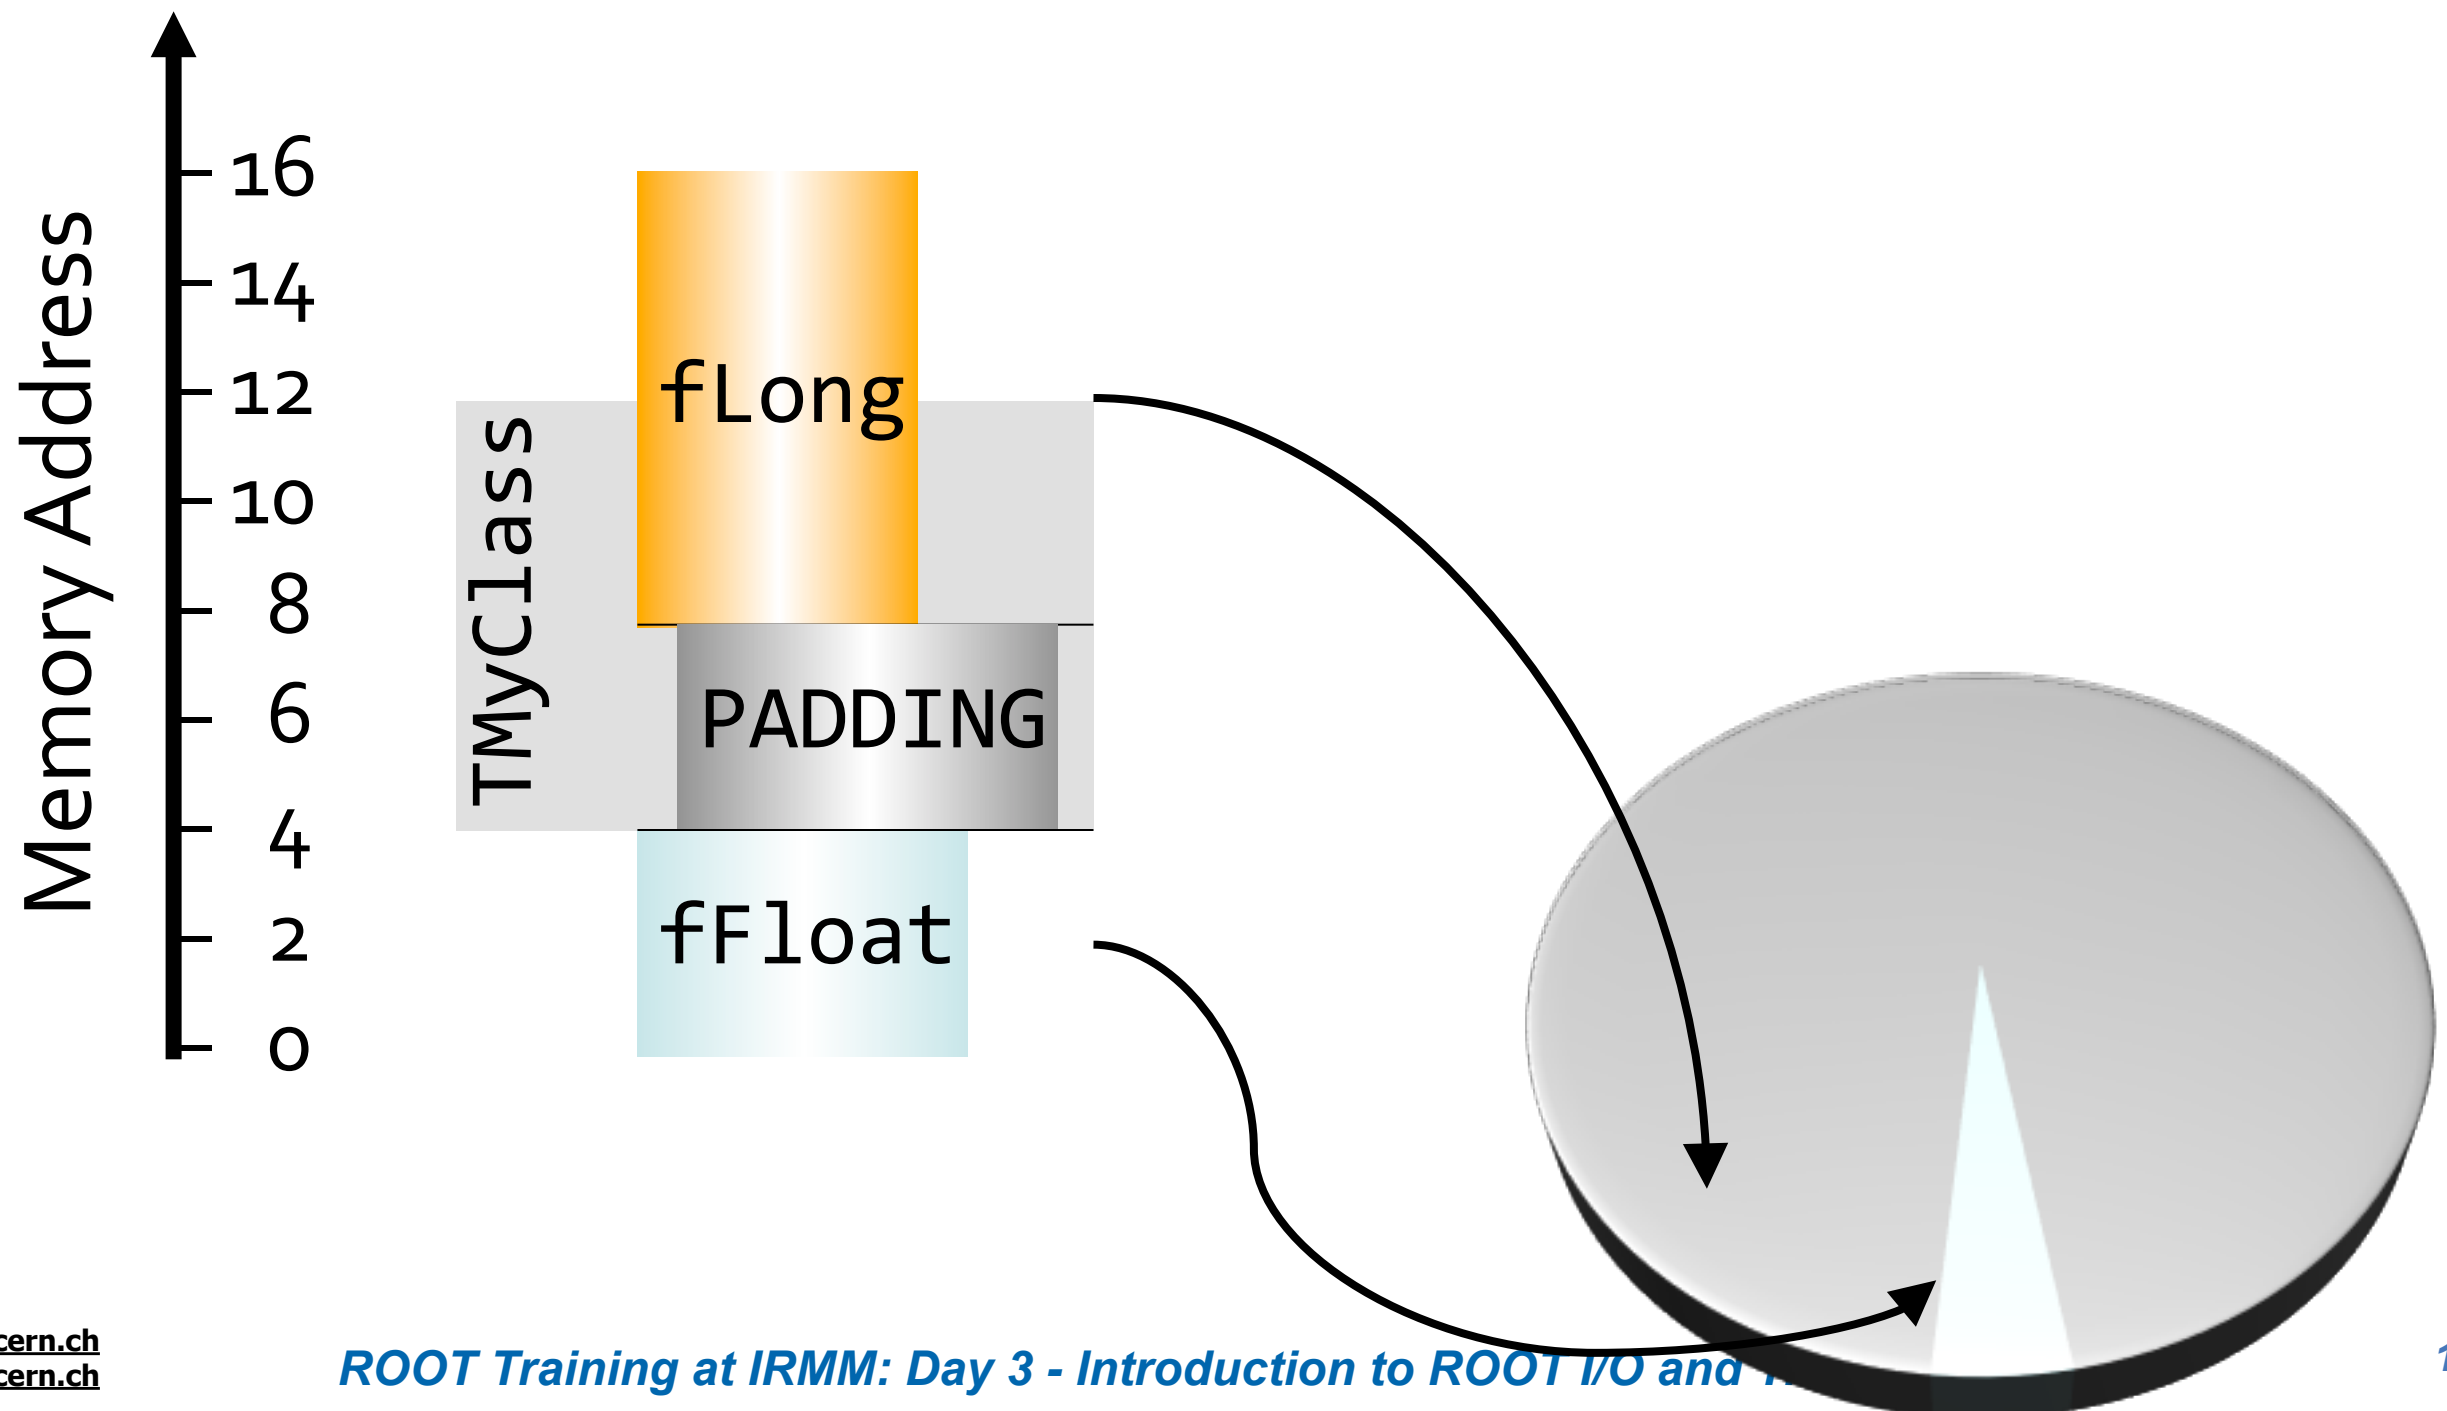 Memory Address
16
14
12
10
8
6
4
2
0
TMyClass
fLong
PADDING
fFloat
cern.ch
cern.ch
ROOT Training at IRMM: Day 3 - Introduction to ROOT I/O and